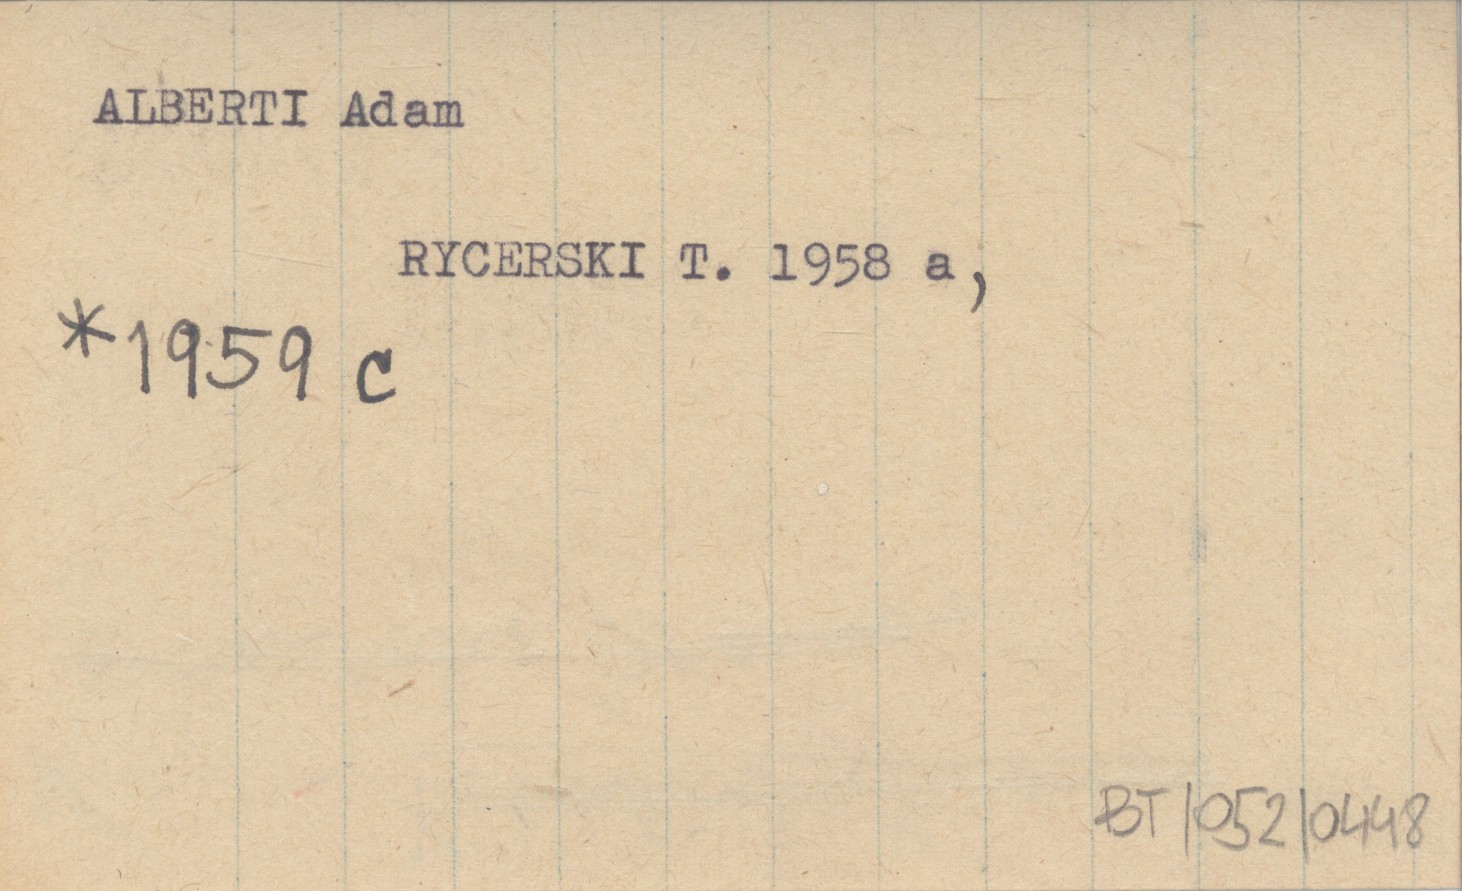 ALBERTI Adam
RYCERSKI T. 1958 a,
*1959 c
BT/052/0448